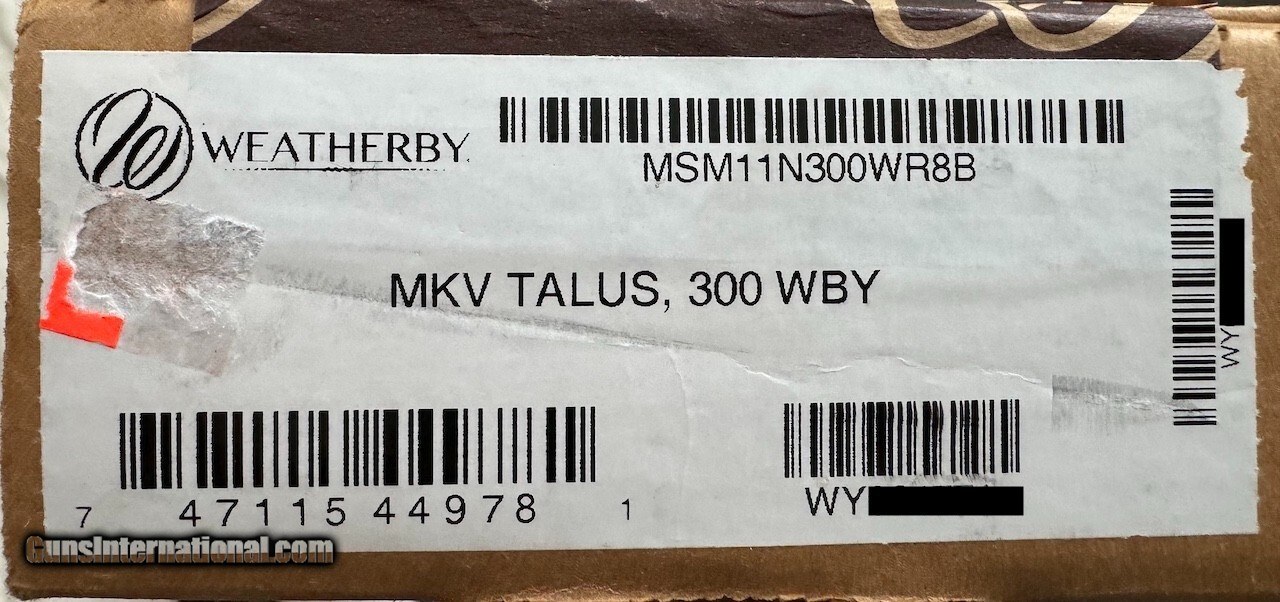 WEATHERBY
MSM11N300WR8B
MKV TALUS, 300 WBY
WY
7 47115 44978 1
WY
GunsInternational.com